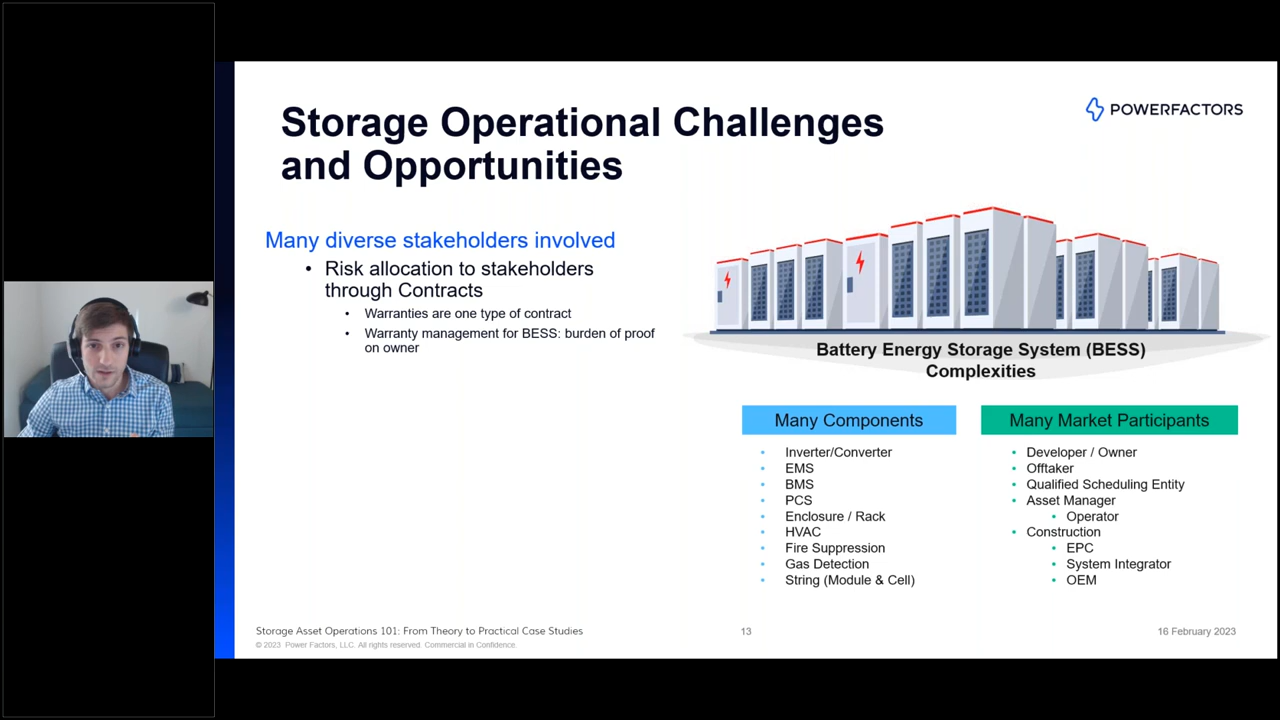 Storage Operational Challenges
and Opportunities
POWERFACTORS
Many diverse stakeholders involved
• Risk allocation to stakeholders
through Contracts
• Warranties are one type of contract
• Warranty management for BESS: burden of proof
on owner
Battery Energy Storage System (BESS)
Complexities
Many Components
• Inverter/Converter
• EMS
• BMS
• PCS
• Enclosure / Rack
• HVAC
• Fire Suppression
• Gas Detection
• String (Module & Cell)
Many Market Participants
• Developer / Owner
• Offtaker
• Qualified Scheduling Entity
• Asset Manager
• Operator
• Construction
• EPC
• System Integrator
• OEM
Storage Asset Operations 101: From Theory to Practical Case Studies
13
16 February 2023
© 2023 Power Factors, LLC. All rights reserved. Commercial in Confidence.